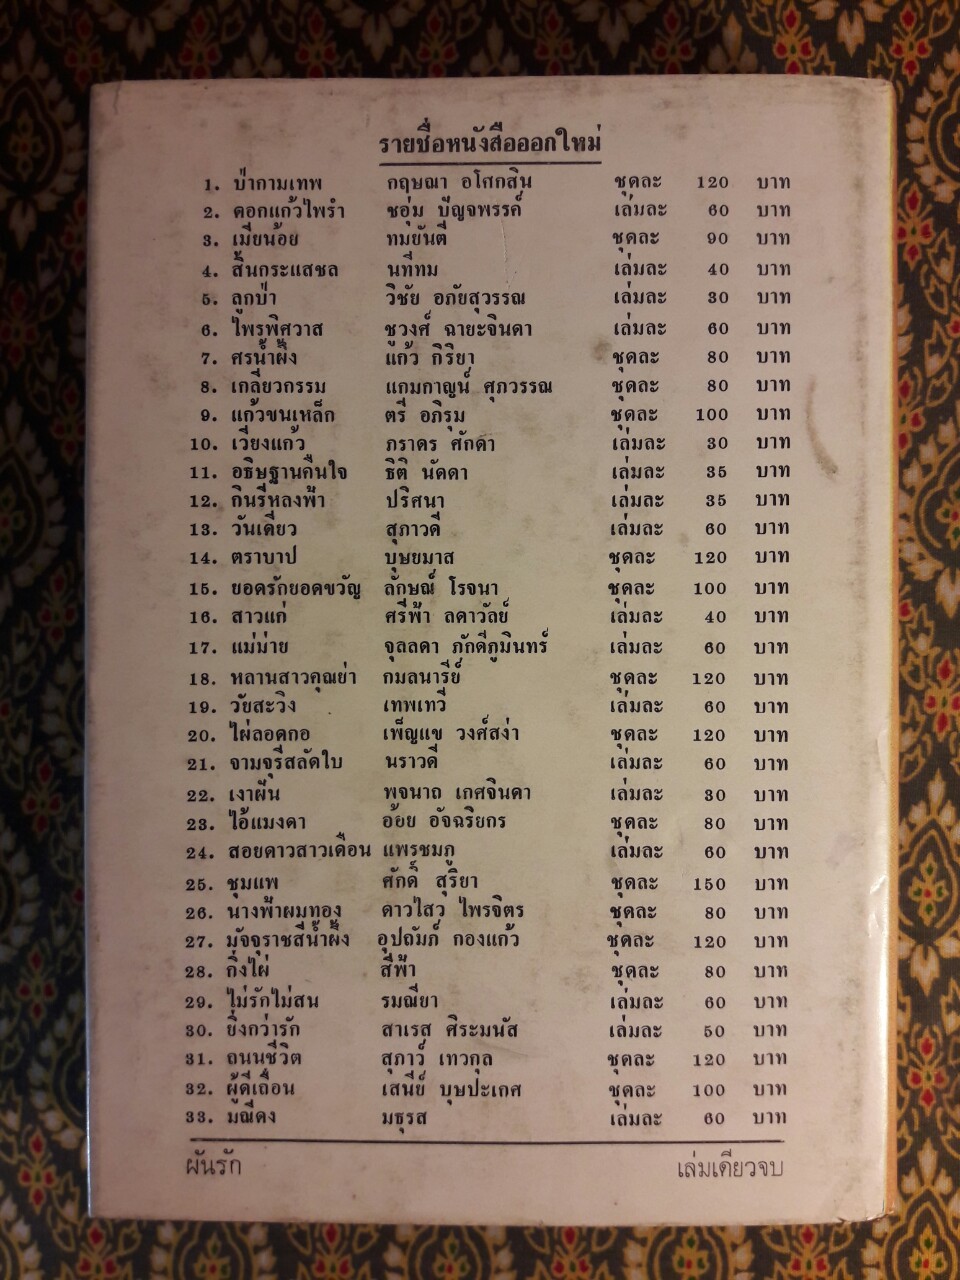 รายชื่อหนังสือออกใหม่
1. ป่ากามเทพ กฤษณา อโศกสิน ชุดละ 120 บาท
2. ดอกแก้วไพรำ ชอุ่ม ปัญจพรรค์ เล่มละ 60 บาท
3. เมียน้อย ทมยันตี ชุดละ 90 บาท
4. สิ้นกระแสชล นทีทม เล่มละ 40 บาท
5. ลูกป่า วิชัย อภัยสุวรรณ เล่มละ 30 บาท
6. ไพรพิศวาส ชูวงศ์ ฉายะจินดา เล่มละ 60 บาท
7. ศรน้ำผึ้ง แก้ว กิริยา ชุดละ 80 บาท
8. เกลียวกรรม แกมกาญน์ ศุภวรรณ ชุดละ 80 บาท
9. แก้วขนเหล็ก ตรี อภิรุม ชุดละ 100 บาท
10. เวียงแก้ว ภราดร ศักดา เล่มละ 30 บาท
11. อธิษฐานคืนใจ ธิติ นัดดา เล่มละ 35 บาท
12. กินรีหลงฟ้า ปริศนา เล่มละ 35 บาท
13. วันเดียว สุภาวดี เล่มละ 60 บาท
14. ตราบาป บุษยมาส ชุดละ 120 บาท
15. ยอดรักยอดขวัญ ลักษณ์ โรจนา ชุดละ 100 บาท
16. สาวแก่ ศรีฟ้า ลดาวัลย์ เล่มละ 40 บาท
17. แม่ม่าย จุลลดา ภักดีภูมินทร์ เล่มละ 60 บาท
18. หลานสาวคุณย่า กมลนารีย์ ชุดละ 120 บาท
19. วัยสะวิง เทพเทวี เล่มละ 60 บาท
20. ไผ่ลอดกอ เพ็ญแข วงศ์สง่า ชุดละ 120 บาท
21. จามจุรีสลัดใบ นราวดี เล่มละ 60 บาท
22. เงาฝัน พจนาถ เกศจินดา เล่มละ 30 บาท
23. ไอ้แมงดา อ้อย อัจฉริยกร ชุดละ 80 บาท
24. สอยดาวสาวเดือน แพรชมภู เล่มละ 60 บาท
25. ชุมแพ ศักดิ์ สุริยา ชุดละ 150 บาท
26. นางฟ้าผมทอง ดาวไสว ไพรจิตร ชุดละ 80 บาท
27. มัจจุราชสีน้ำผึ้ง อุปถัมภ์ กองแก้ว ชุดละ 120 บาท
28. กิ่งไผ่ สีฟ้า ชุดละ 80 บาท
29. ไม่รักไม่สน รมณียา เล่มละ 60 บาท
30. ยิ่งกว่ารัก สาเรส ศิระมนัส เล่มละ 50 บาท
31. ถนนชีวิต สุภาว์ เทวกุล ชุดละ 120 บาท
32. ผู้ดีเถื่อน เสนีย์ บุษปะเกศ ชุดละ 100 บาท
33. มณีดง มธุรส เล่มละ 60 บาท
ผันรัก เล่มเดียวจบ